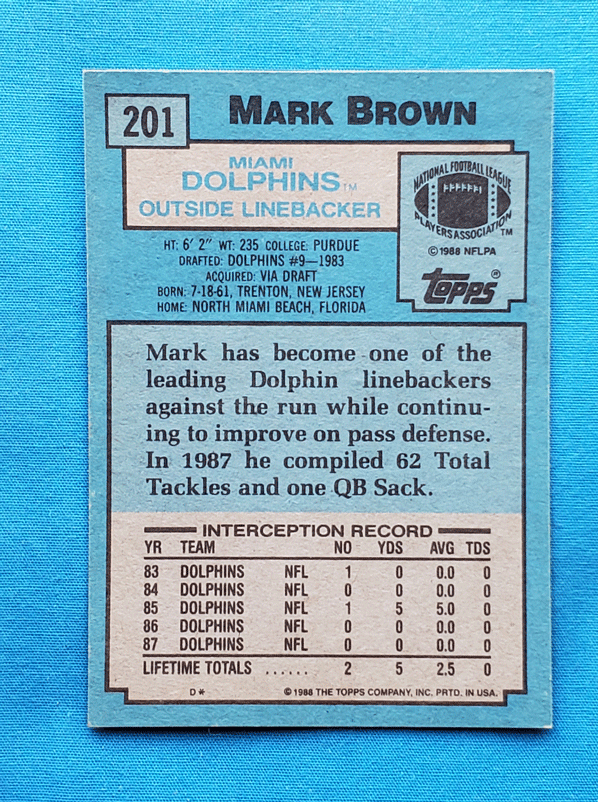 201
MARK BROWN
MIAMI
DOLPHINS™
OUTSIDE LINEBACKER
NATIONAL FOOTBALL LEAGUE
PLAYERS ASSOCIATION™
© 1988 NFLPA
TOPPS®
HT: 6' 2" WT: 235 COLLEGE: PURDUE
DRAFTED: DOLPHINS #9—1983
ACQUIRED: VIA DRAFT
BORN: 7-18-61, TRENTON, NEW JERSEY
HOME: NORTH MIAMI BEACH, FLORIDA
Mark has become one of the
leading Dolphin linebackers
against the run while continu-
ing to improve on pass defense.
In 1987 he compiled 62 Total
Tackles and one QB Sack.
INTERCEPTION RECORD
YR TEAM NO YDS AVG TDS
83 DOLPHINS NFL 1 0 0.0 0
84 DOLPHINS NFL 0 0 0.0 0
85 DOLPHINS NFL 1 5 5.0 0
86 DOLPHINS NFL 0 0 0.0 0
87 DOLPHINS NFL 0 0 0.0 0
LIFETIME TOTALS ...... 2 5 2.5 0
D* © 1988 THE TOPPS COMPANY, INC. PRTD. IN USA.